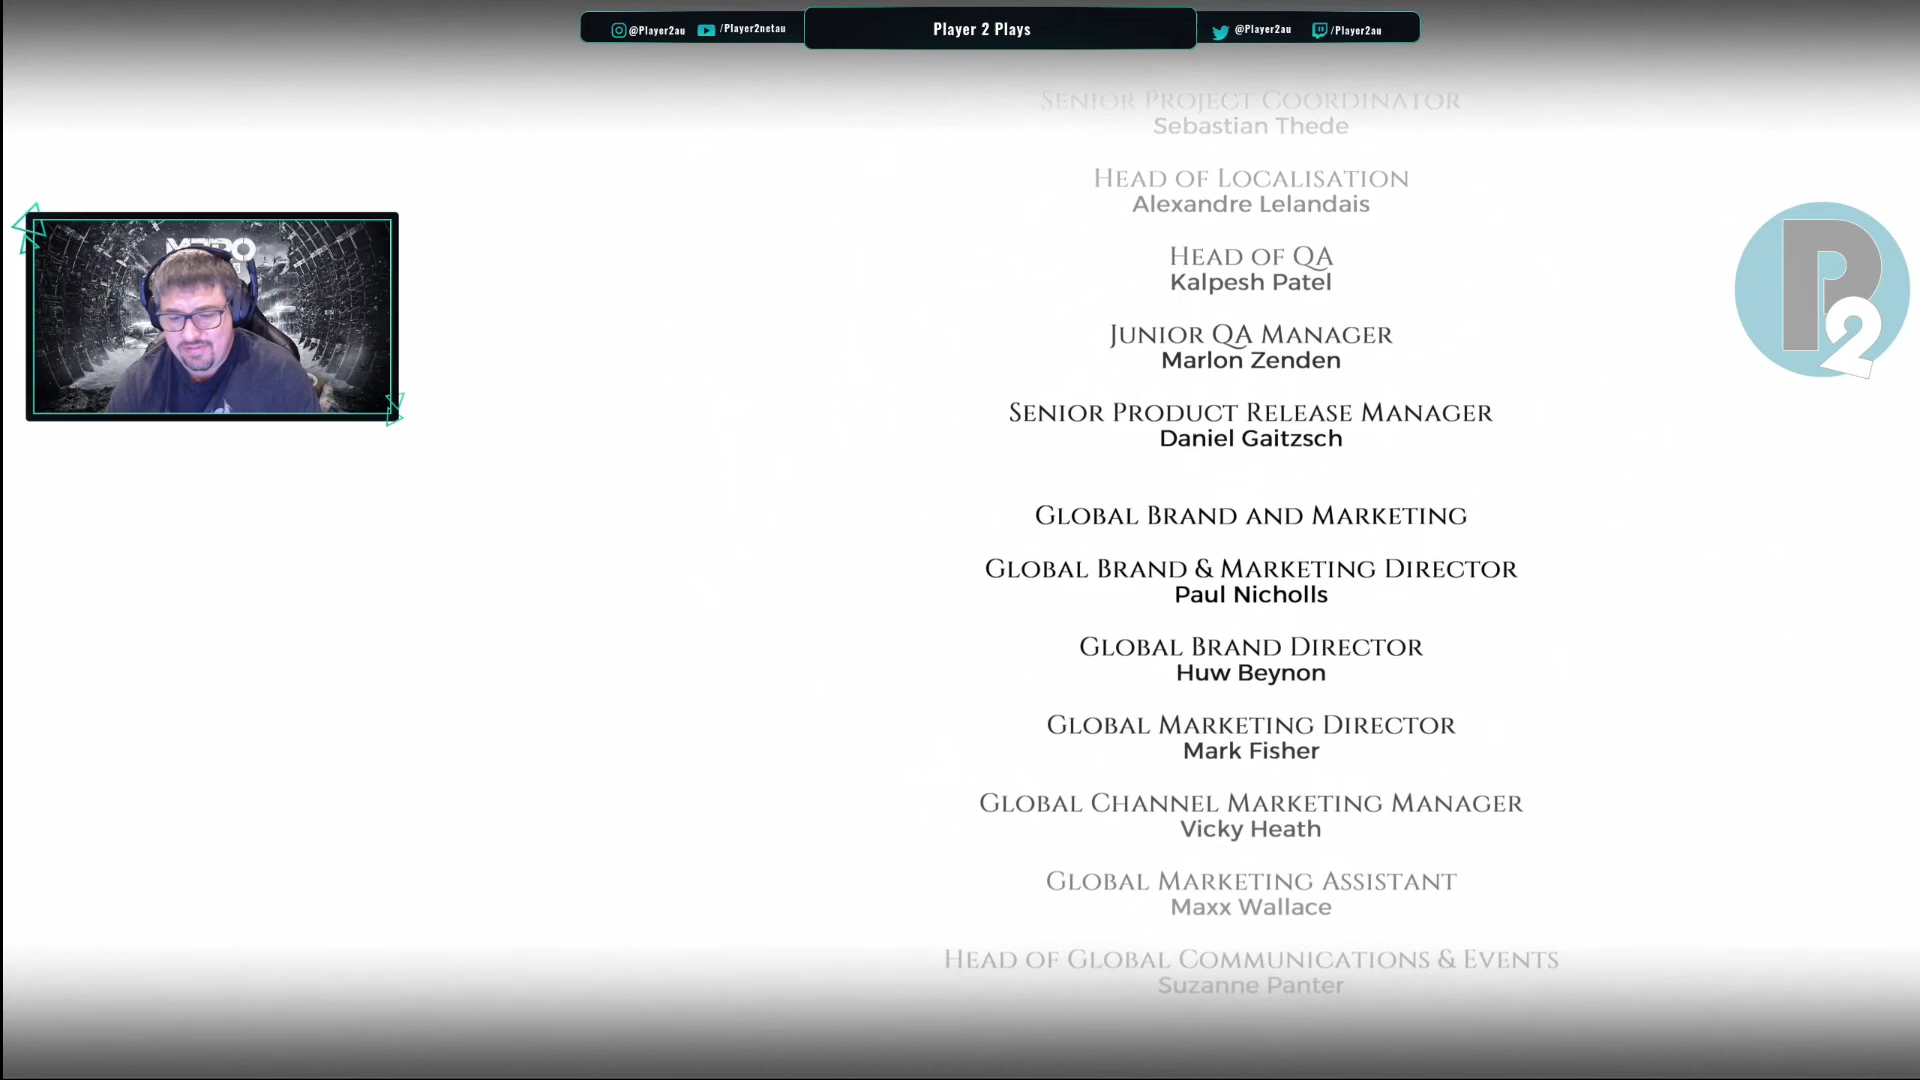 @Player2au
/Player2netau
Player 2 Plays
@Player2au
/Player2au
Senior Project Coordinator
Sebastian Thede
Head of Localisation
Alexandre Lelandais
Head of QA
Kalpesh Patel
Junior QA Manager
Marlon Zenden
Senior Product Release Manager
Daniel Gaitzsch
Global Brand and Marketing
Global Brand & Marketing Director
Paul Nicholls
Global Brand Director
Huw Beynon
Global Marketing Director
Mark Fisher
Global Channel Marketing Manager
Vicky Heath
Global Marketing Assistant
Maxx Wallace
Head of Global Communications & Events
Suzanne Panter
METRO
P2